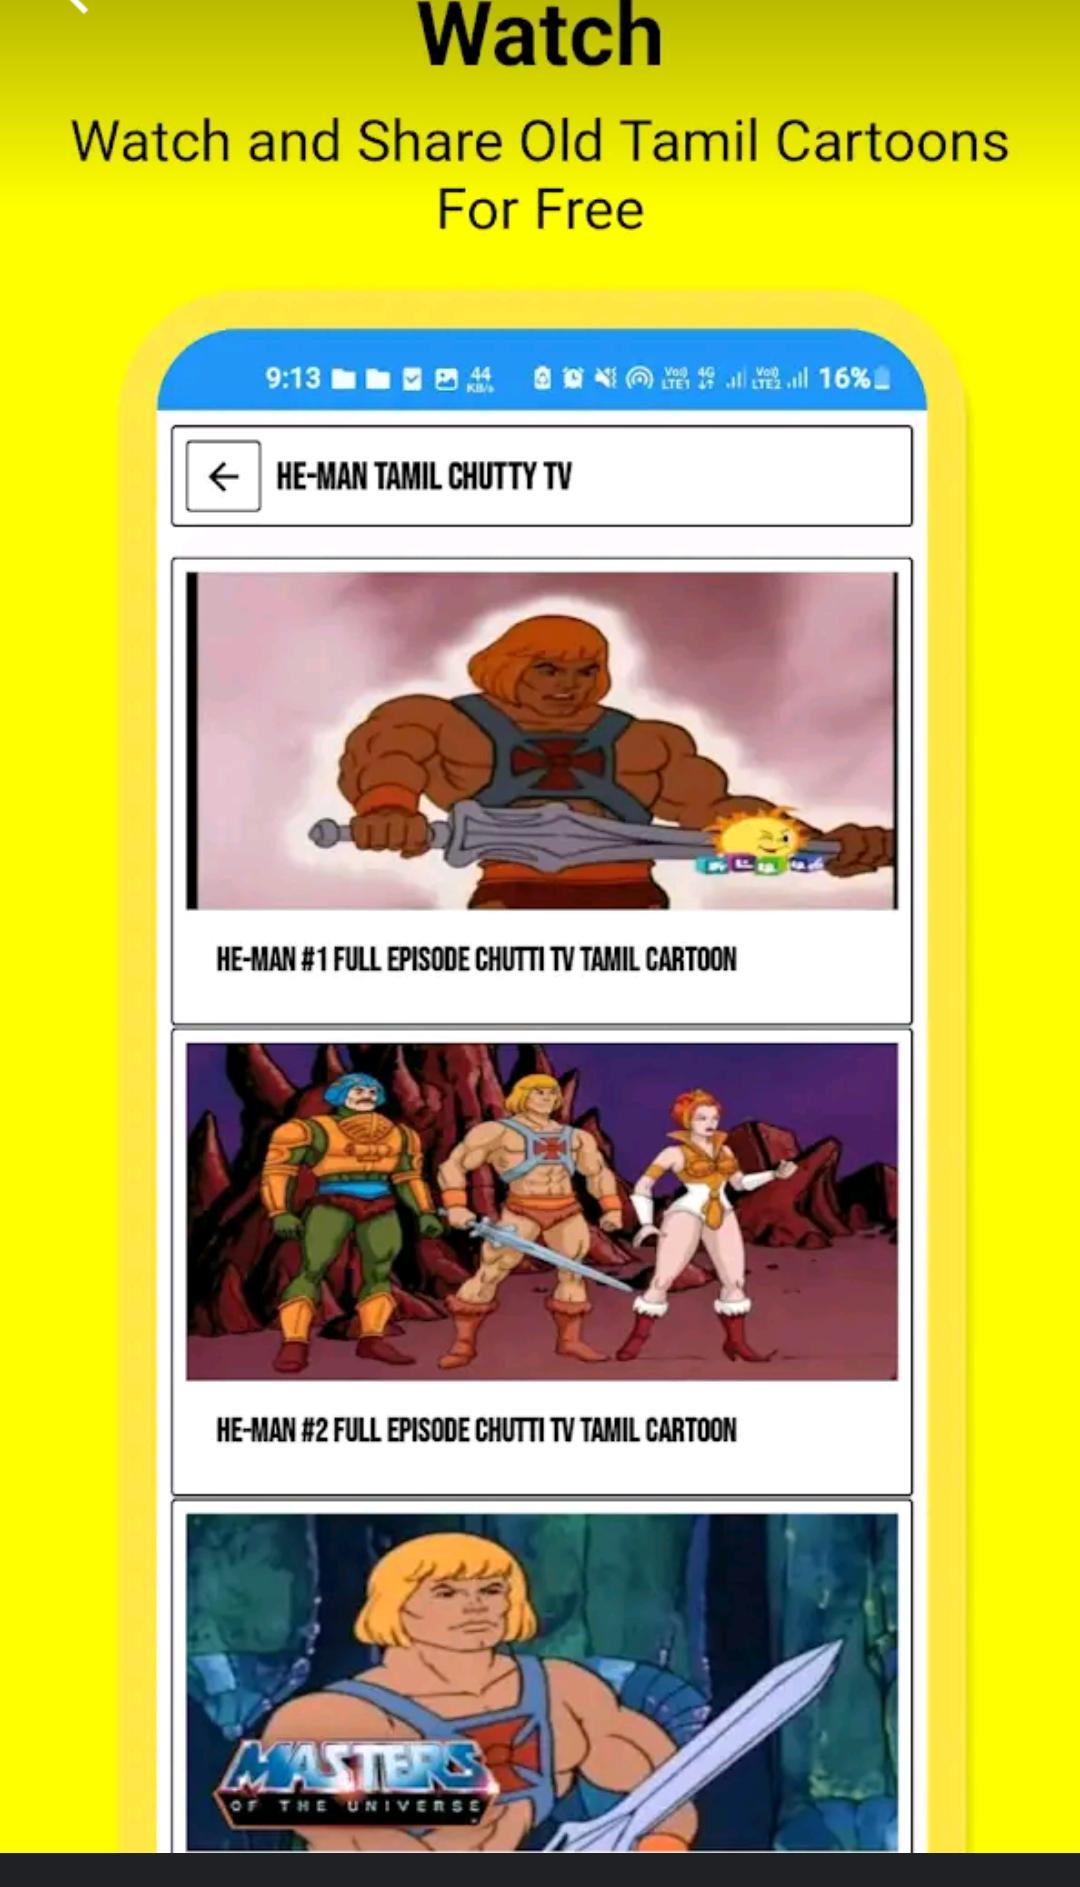 Watch
Watch and Share Old Tamil Cartoons
For Free
9:13
44
KB/s
Vo))
LTE1
4G
Vo))
LTE2
16%
HE-MAN TAMIL CHUTTY TV
HE-MAN #1 FULL EPISODE CHUTTI TV TAMIL CARTOON
HE-MAN #2 FULL EPISODE CHUTTI TV TAMIL CARTOON
MASTERS
OF THE UNIVERSE